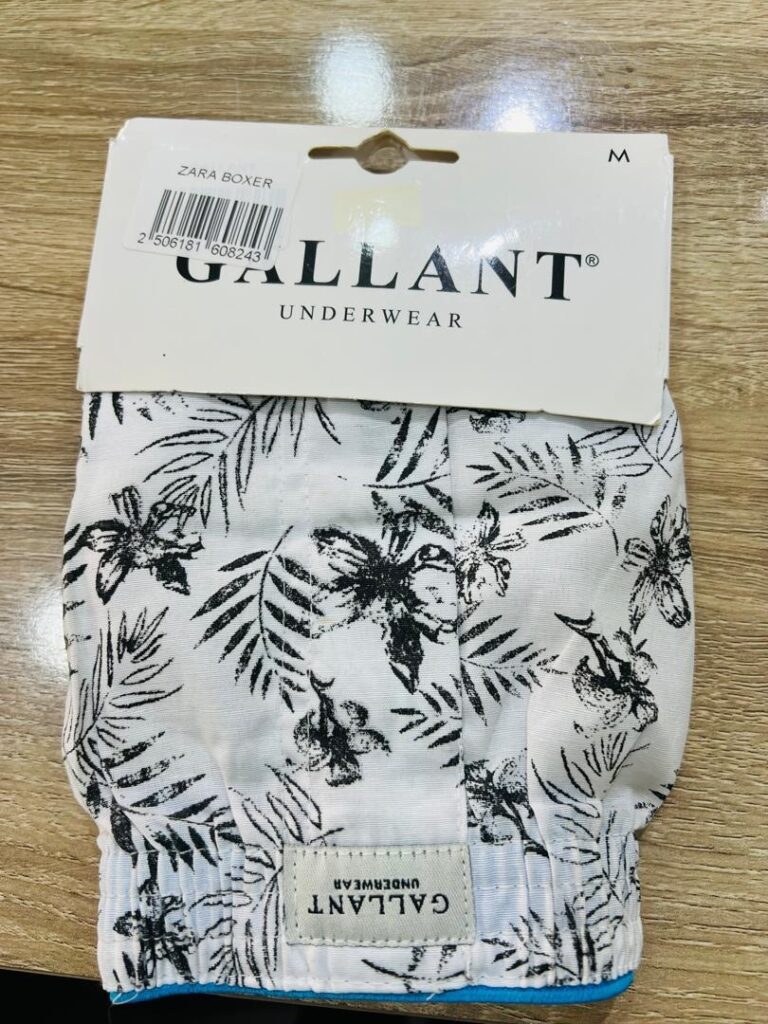 M
ZARA BOXER
2 506181 608243
GALLANT®
UNDERWEAR
GALLANT
UNDERWEAR